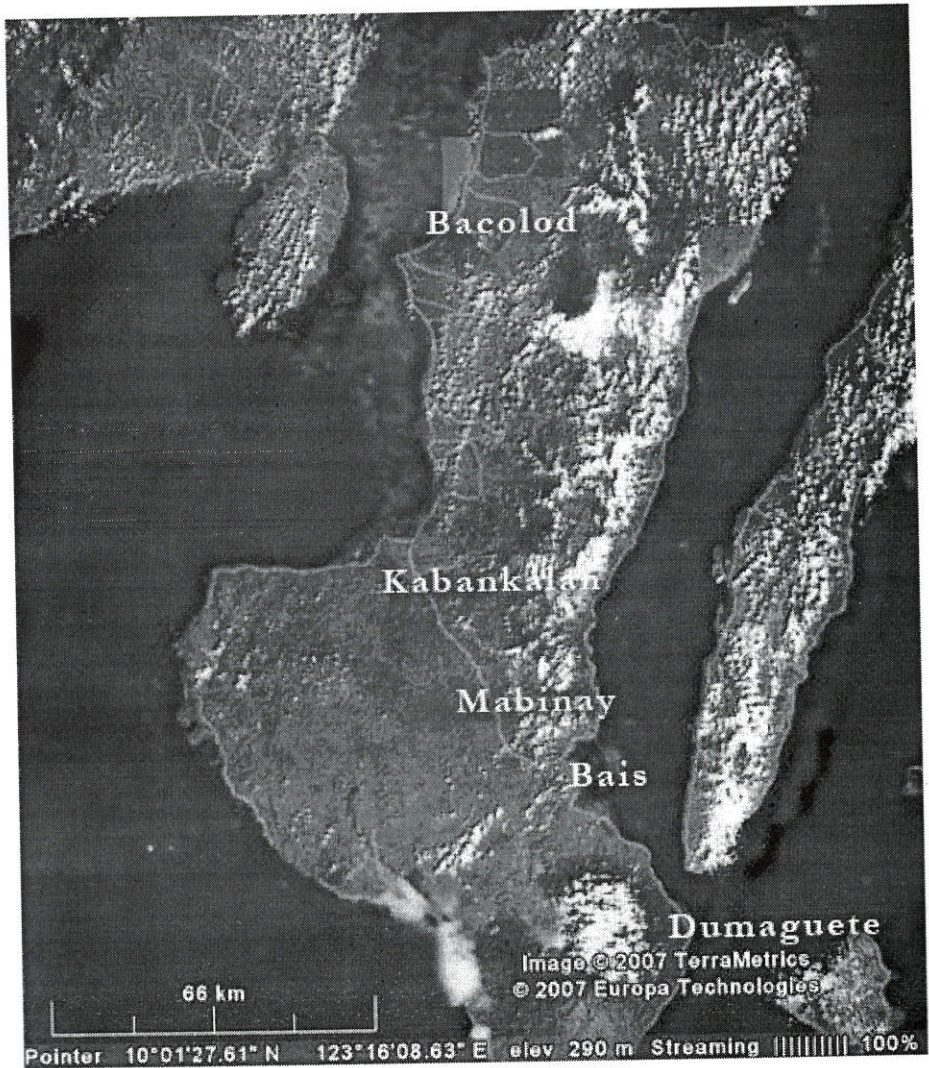 Bacolod
Kabankalan
Mabinay
Bais
Dumaguete
Image © 2007 TerraMetrics
© 2007 Europa Technologies
66 km
Pointer 10°01'27.61" N 123°16'08.63" E elev 290 m Streaming |||||||||| 100%